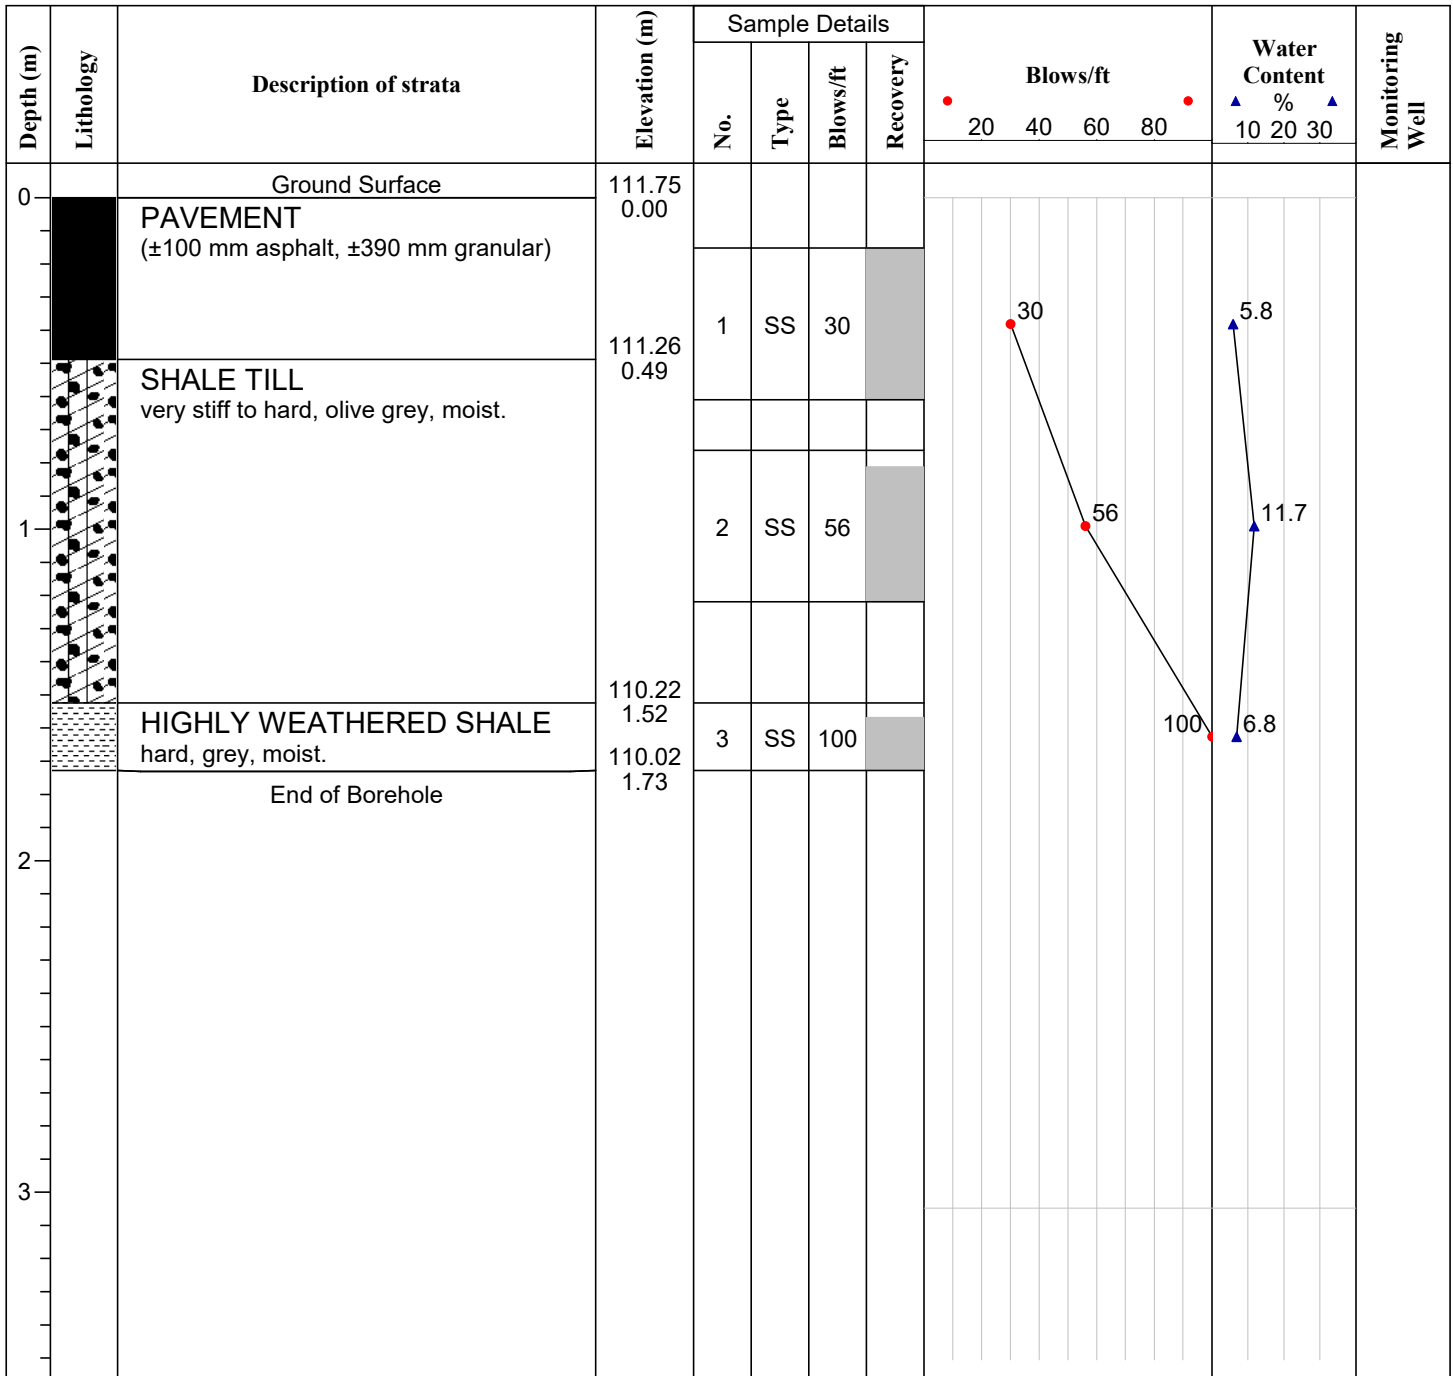 Depth (m)
Lithology
Description of strata
Elevation (m)
Sample Details
No.
Type
Blows/ft
Recovery
Blows/ft
20 40 60 80
Water
Content
%
10 20 30
Monitoring
Well
0
1
2
3
Ground Surface
111.75
0.00
PAVEMENT
(±100 mm asphalt, ±390 mm granular)
111.26
0.49
1 SS 30
30
5.8
SHALE TILL
very stiff to hard, olive grey, moist.
2 SS 56
56
11.7
110.22
1.52
HIGHLY WEATHERED SHALE
hard, grey, moist.
110.02
1.73
3 SS 100
100
6.8
End of Borehole